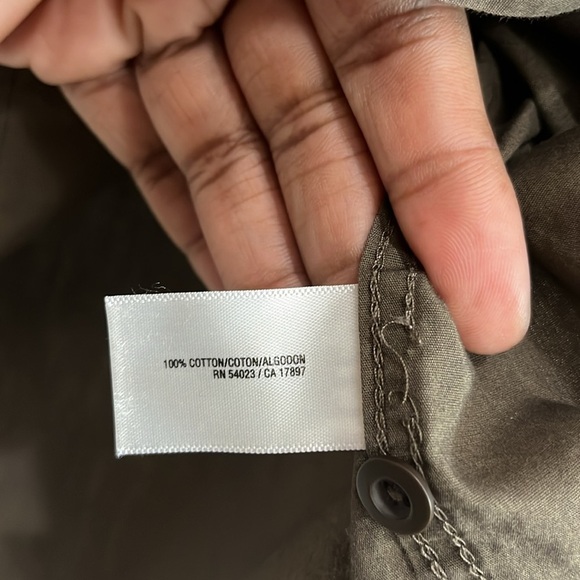 100% COTTON/COTON/ALGODON
RN 54023 / CA 17897